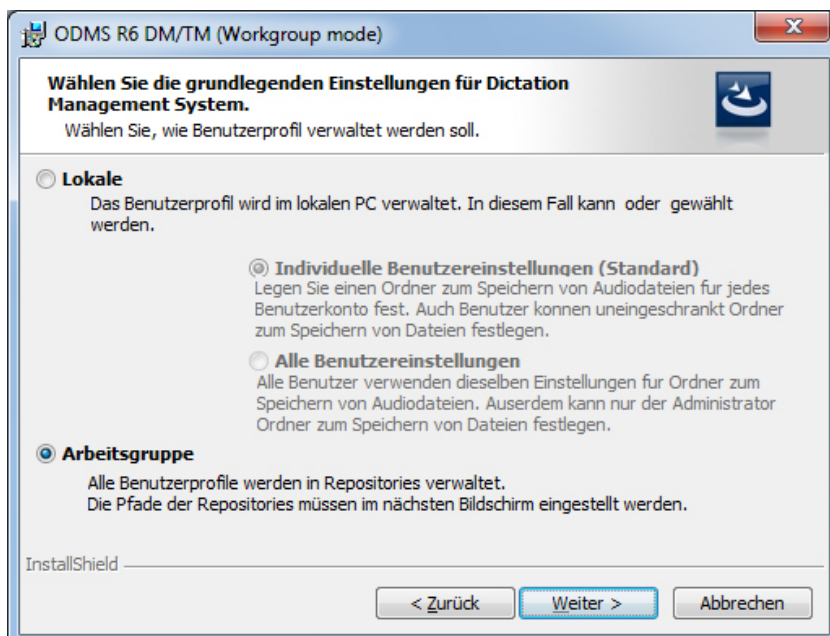 ODMS R6 DM/TM (Workgroup mode)
Wählen Sie die grundlegenden Einstellungen für Dictation
Management System.
Wählen Sie, wie Benutzerprofil verwaltet werden soll.
Lokale
Das Benutzerprofil wird im lokalen PC verwaltet. In diesem Fall kann  oder  gewählt
werden.
Individuelle Benutzereinstellungen (Standard)
Legen Sie einen Ordner zum Speichern von Audiodateien fur jedes
Benutzerkonto fest. Auch Benutzer konnen uneingeschrankt Ordner
zum Speichern von Dateien festlegen.
Alle Benutzereinstellungen
Alle Benutzer verwenden dieselben Einstellungen fur Ordner zum
Speichern von Audiodateien. Auserdem kann nur der Administrator
Ordner zum Speichern von Dateien festlegen.
Arbeitsgruppe
Alle Benutzerprofile werden in Repositories verwaltet.
Die Pfade der Repositories müssen im nächsten Bildschirm eingestellt werden.
InstallShield
< Zurück
Weiter >
Abbrechen